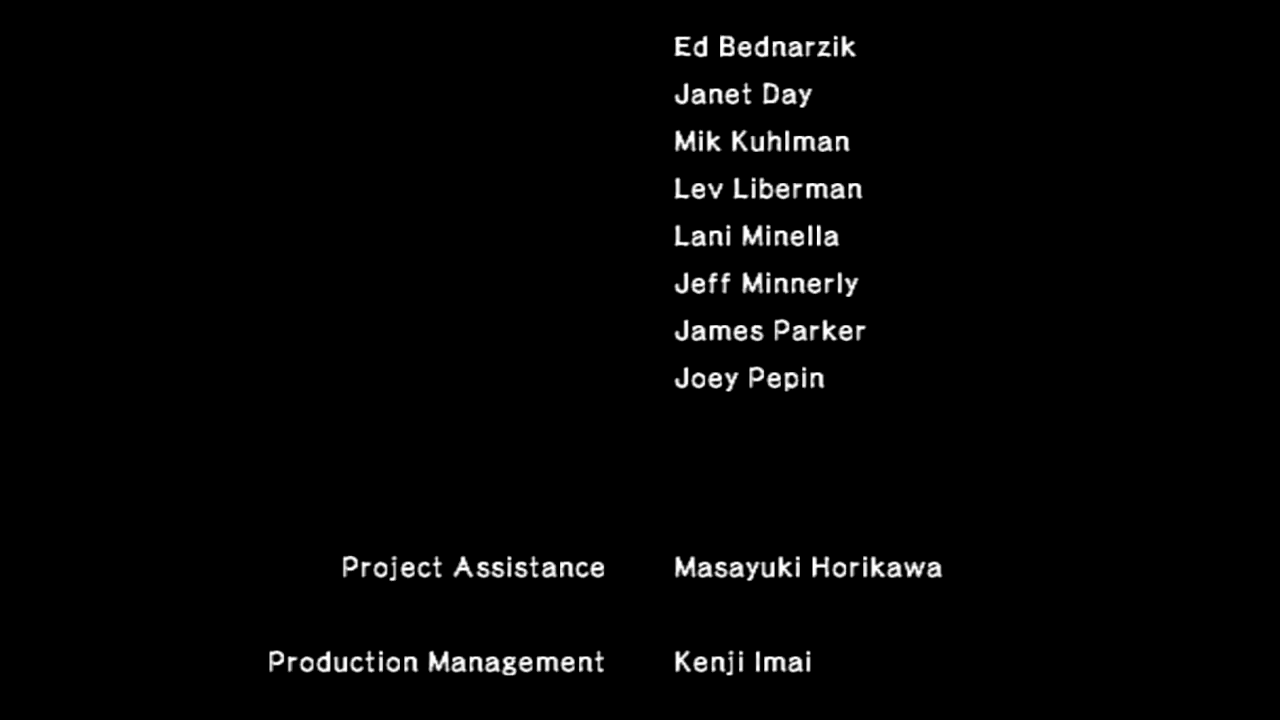 Ed Bednarzik
Janet Day
Mik Kuhlman
Lev Liberman
Lani Minella
Jeff Minnerly
James Parker
Joey Pepin
Project Assistance Masayuki Horikawa
Production Management Kenji Imai